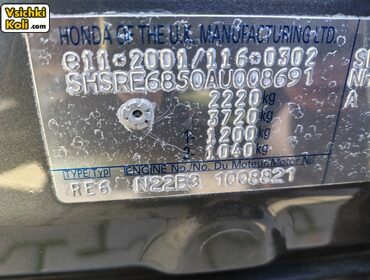 Vsichki
Koli.com
HONDA OF THE U.K. MANUFACTURING LTD.
e11*2001/116*0302
SHSRE6850AU008691
2220 kg
3720 kg
1- 1200 kg
2- 1040 kg
ENGINE No./No. Du Moteur/Motor Nr
RE6 N22B3 1008821
A